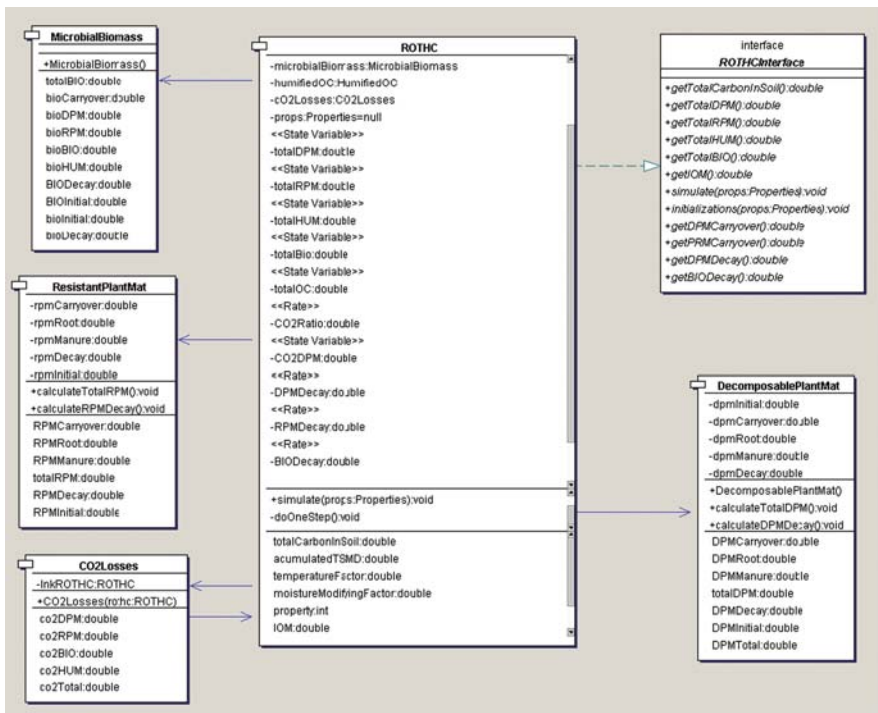 MicrobialBiomass
+MicrobialBiomass()
totalBIO:double
bioCarryover:double
bioDPM:double
bioRPM:double
bioBIO:double
bioHUM:double
BIODecay:double
BIOInitial:double
bioInitial:double
bioDecay:double
ResistantPlantMat
-rpmCarryover:double
-rpmRoot:double
-rpmManure:double
-rpmDecay:double
-rpmInitial:double
+calculateTotalRPM():void
+calculateRPMDecay():void
RPMCarryover:double
RPMRoot:double
RPMManure:double
totalRPM:double
RPMDecay:double
RPMInitial:double
CO2Losses
-lnkROTHC:ROTHC
+CO2Losses(rothc:ROTHC)
co2DPM:double
co2RPM:double
co2BIO:double
co2HUM:double
co2Total:double
ROTHC
-microbialBiomass:MicrobialBiomass
-humifiedOC:HumifiedOC
-cO2Losses:CO2Losses
-props:Properties=null
<<State Variable>>
-totalDPM:double
<<State Variable>>
-totalRPM:double
<<State Variable>>
-totalHUM:double
<<State Variable>>
-totalBio:double
<<State Variable>>
-totalOC:double
<<Rate>>
-CO2Ratio:double
<<State Variable>>
-CO2DPM:double
<<Rate>>
-DPMDecay:double
<<Rate>>
-RPMDecay:double
<<Rate>>
-BIODecay:double
+simulate(props:Properties):void
-doOneStep():void
totalCarbonInSoil:double
acumulatedTSMD:double
temperatureFactor:double
moistureModifyingFactor:double
property:int
IOM:double
interface
ROTHCInterface
+getTotalCarbonInSoil():double
+getTotalDPM():double
+getTotalRPM():double
+getTotalHUM():double
+getTotalBIO():double
+getIOM():double
+simulate(props:Properties):void
+initializations(props:Properties):void
+getDPMCarryover():double
+getPRMCarryover():double
+getDPMDecay():double
+getBIODecay():double
DecomposablePlantMat
-dpmInitial:double
-dpmCarryover:double
-dpmRoot:double
-dpmManure:double
-dpmDecay:double
+DecomposablePlantMat()
+calculateTotalDPM():void
+calculateDPMDecay():void
DPMCarryover:double
DPMRoot:double
DPMManure:double
totalDPM:double
DPMDecay:double
DPMInitial:double
DPMTotal:double